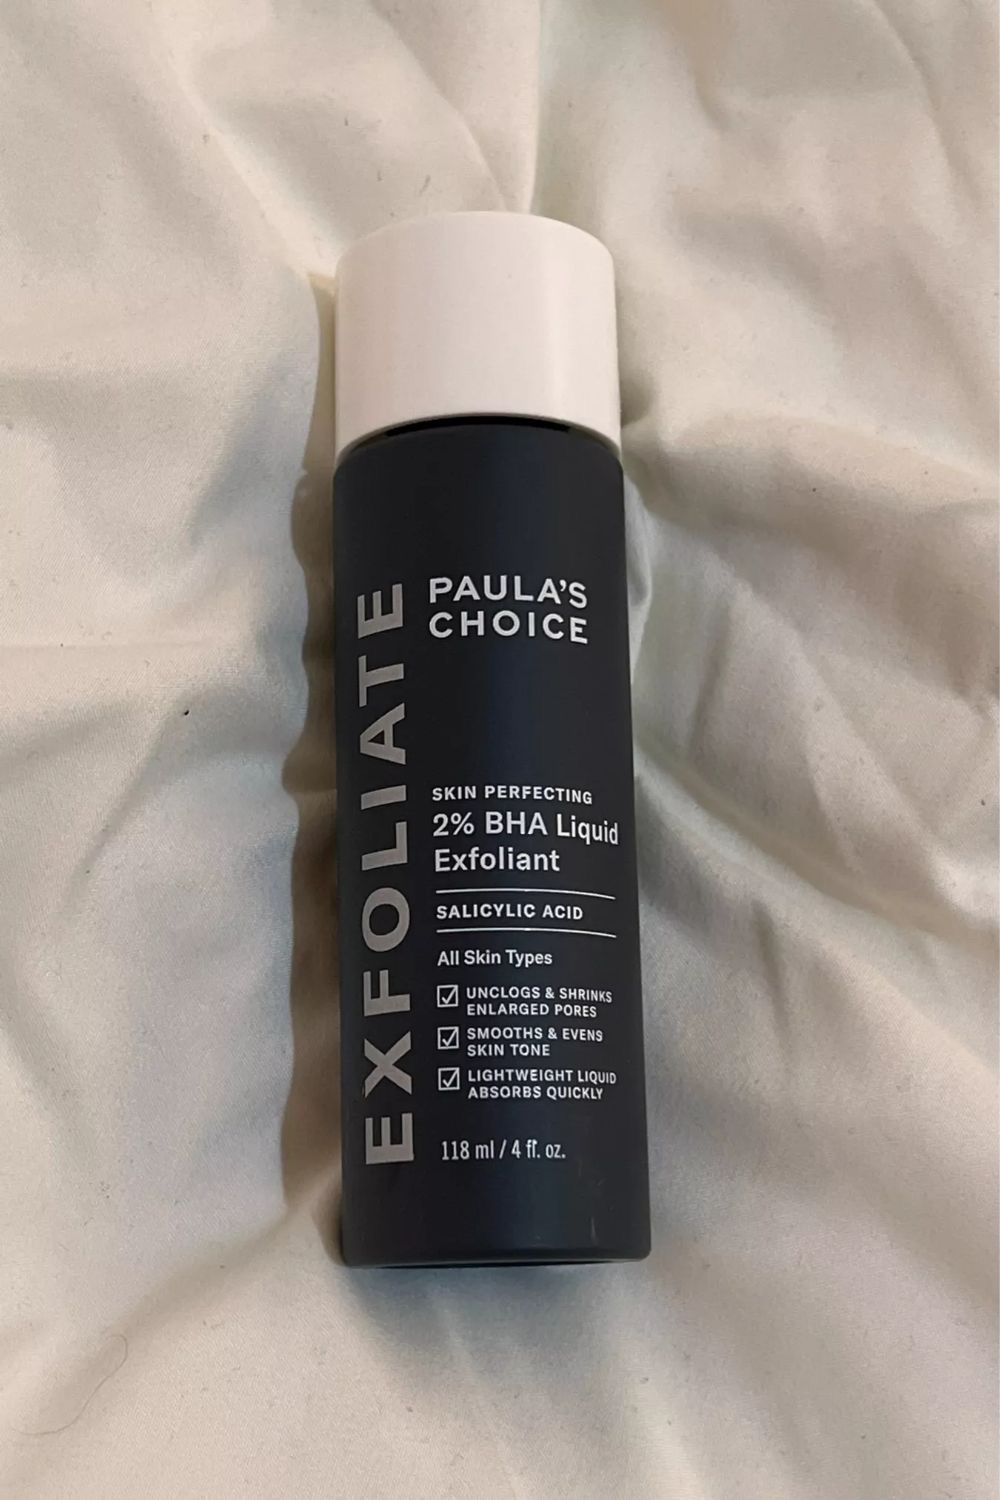 EXFOLIATE
PAULA'S
CHOICE
SKIN PERFECTING
2% BHA Liquid
Exfoliant
SALICYLIC ACID
All Skin Types
UNCLOGS & SHRINKS
ENLARGED PORES
SMOOTHS & EVENS
SKIN TONE
LIGHTWEIGHT LIQUID
ABSORBS QUICKLY
118 ml / 4 fl. oz.